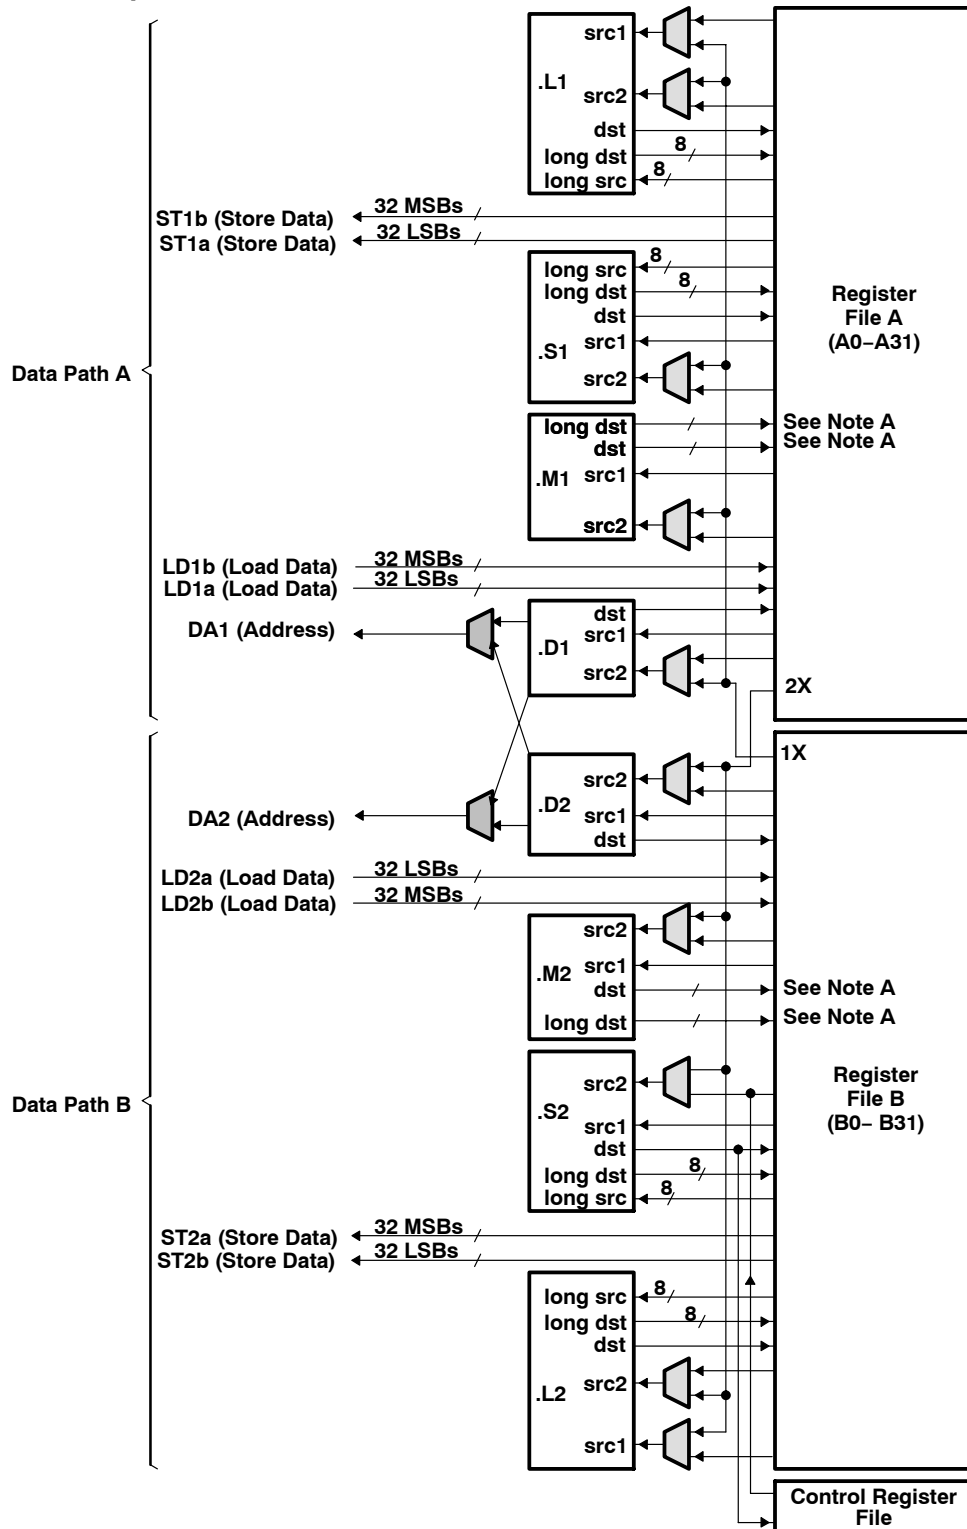 src1
.L1
src2
dst
8
long dst
8
long src
32 MSBs
ST1b (Store Data)
32 LSBs
ST1a (Store Data)
8
long src
8
long dst
dst
Register
File A
(A0–A31)
src1
.S1
src2
Data Path A
long dst
See Note A
dst
See Note A
.M1 src1
src2
32 MSBs
LD1b (Load Data)
32 LSBs
LD1a (Load Data)
dst
DA1 (Address)
src1
.D1
src2
2X
1X
src2
.D2
src1
DA2 (Address)
dst
32 LSBs
LD2a (Load Data)
32 MSBs
LD2b (Load Data)
src2
src1
.M2
dst
See Note A
long dst
See Note A
src2
Register
File B
(B0– B31)
.S2
Data Path B
src1
dst
8
long dst
8
long src
32 MSBs
ST2a (Store Data)
32 LSBs
ST2b (Store Data)
8
long src
8
long dst
dst
src2
.L2
src1
Control Register
File